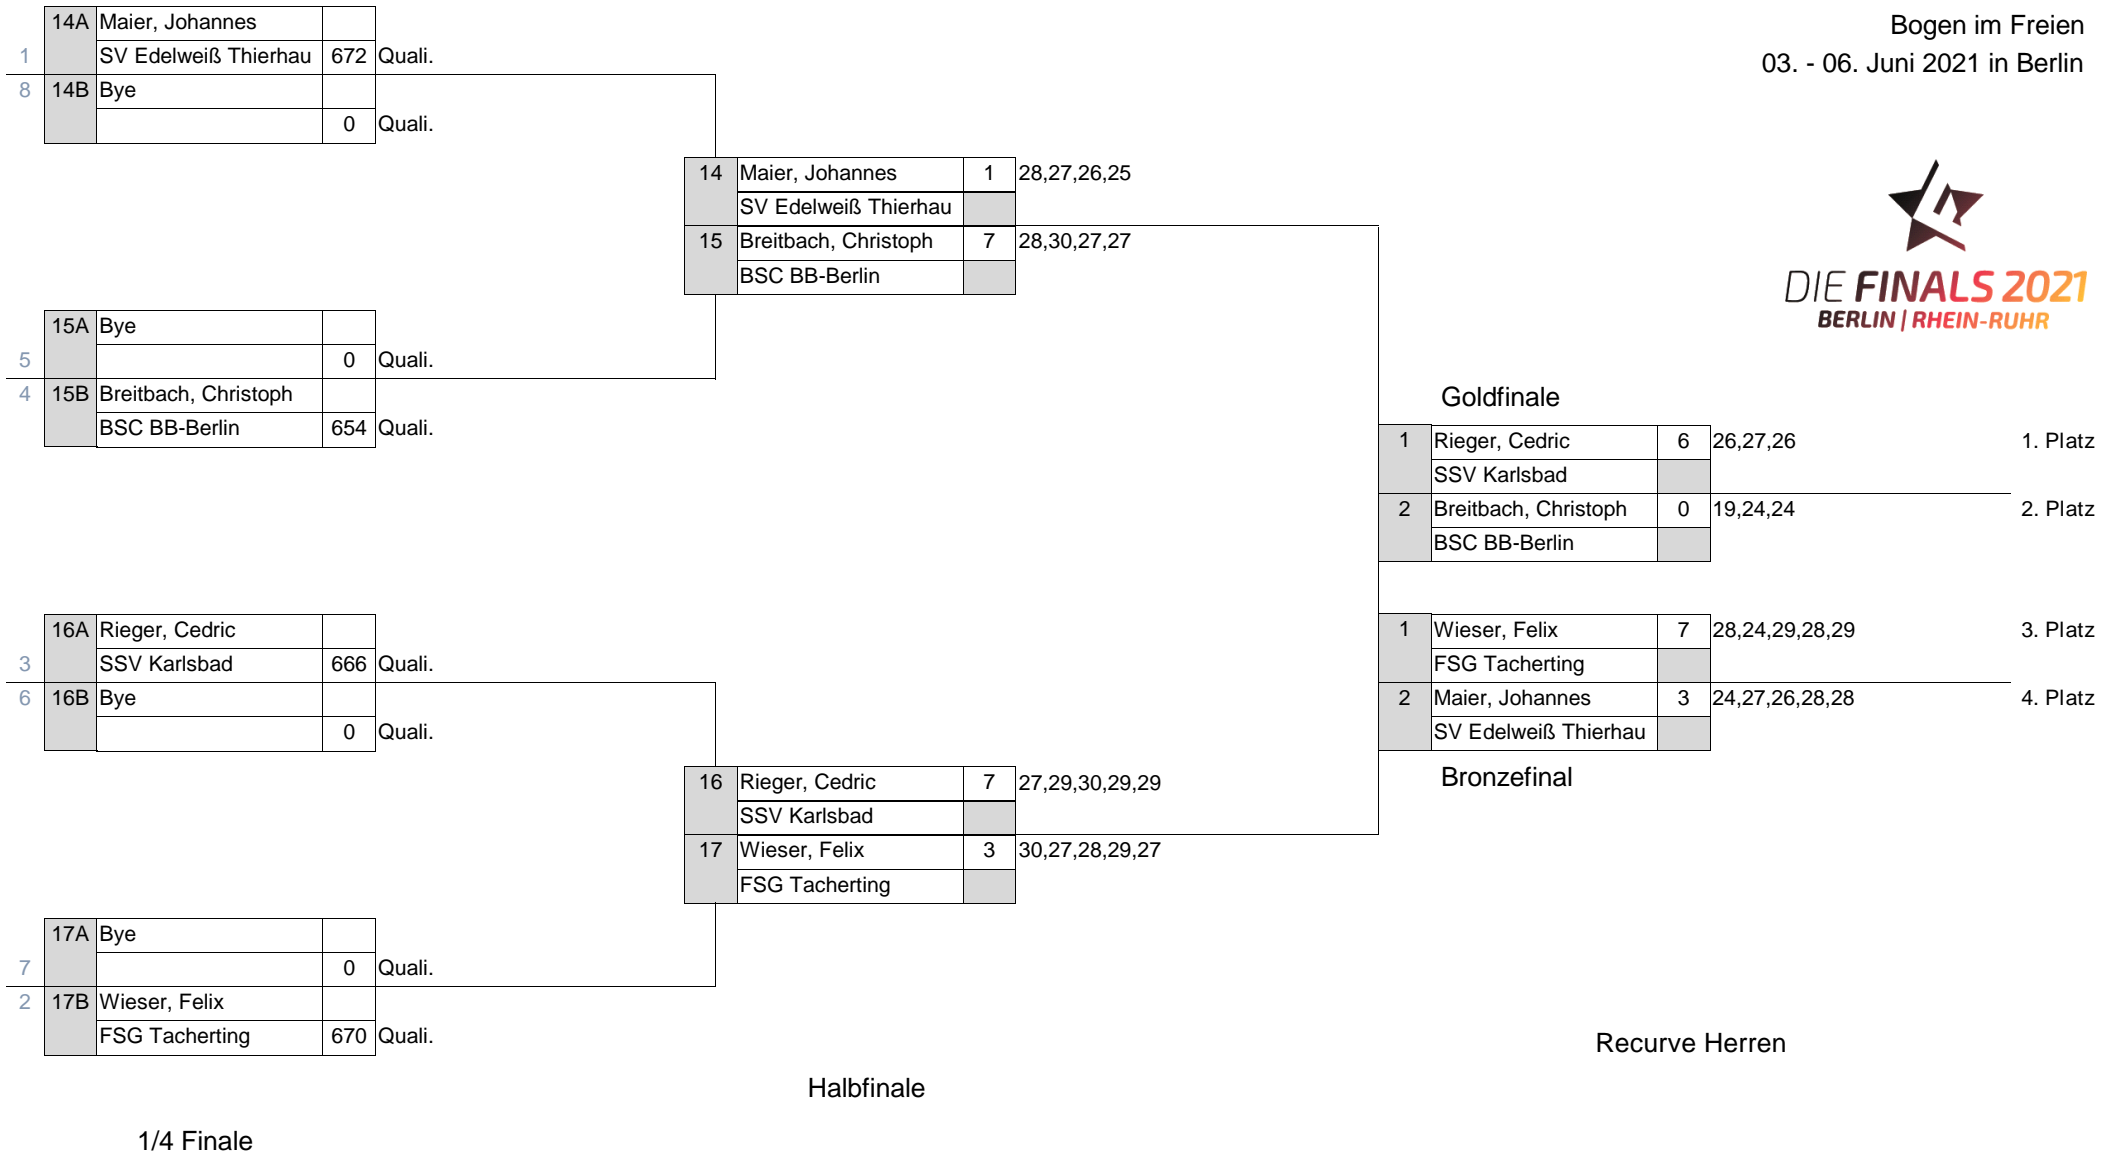 Bogen im Freien
03. - 06. Juni 2021 in Berlin
DIE FINALS 2021
BERLIN | RHEIN-RUHR
14A Maier, Johannes
1 SV Edelweiß Thierhau 672 Quali.
8 14B Bye
0 Quali.
15A Bye
5 0 Quali.
4 15B Breitbach, Christoph
BSC BB-Berlin 654 Quali.
16A Rieger, Cedric
3 SSV Karlsbad 666 Quali.
6 16B Bye
0 Quali.
17A Bye
7 0 Quali.
2 17B Wieser, Felix
FSG Tacherting 670 Quali.
1/4 Finale
14 Maier, Johannes 1 28,27,26,25
SV Edelweiß Thierhau
15 Breitbach, Christoph 7 28,30,27,27
BSC BB-Berlin
16 Rieger, Cedric 7 27,29,30,29,29
SSV Karlsbad
17 Wieser, Felix 3 30,27,28,29,27
FSG Tacherting
Halbfinale
Goldfinale
1 Rieger, Cedric 6 26,27,26 1. Platz
SSV Karlsbad
2 Breitbach, Christoph 0 19,24,24 2. Platz
BSC BB-Berlin
1 Wieser, Felix 7 28,24,29,28,29 3. Platz
FSG Tacherting
2 Maier, Johannes 3 24,27,26,28,28 4. Platz
SV Edelweiß Thierhau
Bronzefinal
Recurve Herren